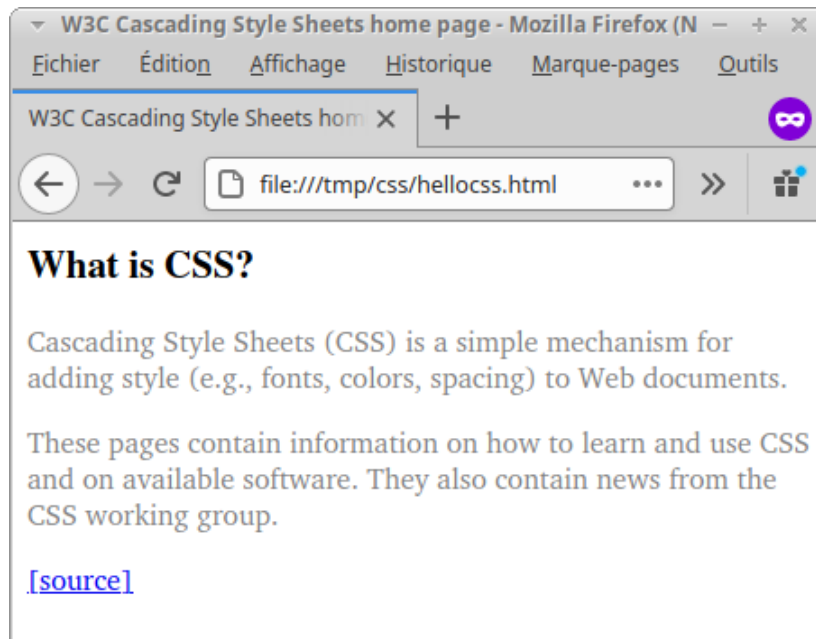 W3C Cascading Style Sheets home page - Mozilla Firefox (N
Fichier Édition Affichage Historique Marque-pages Outils
W3C Cascading Style Sheets hom
file:///tmp/css/hellocss.html
What is CSS?
Cascading Style Sheets (CSS) is a simple mechanism for
adding style (e.g., fonts, colors, spacing) to Web documents.
These pages contain information on how to learn and use CSS
and on available software. They also contain news from the
CSS working group.
[source]